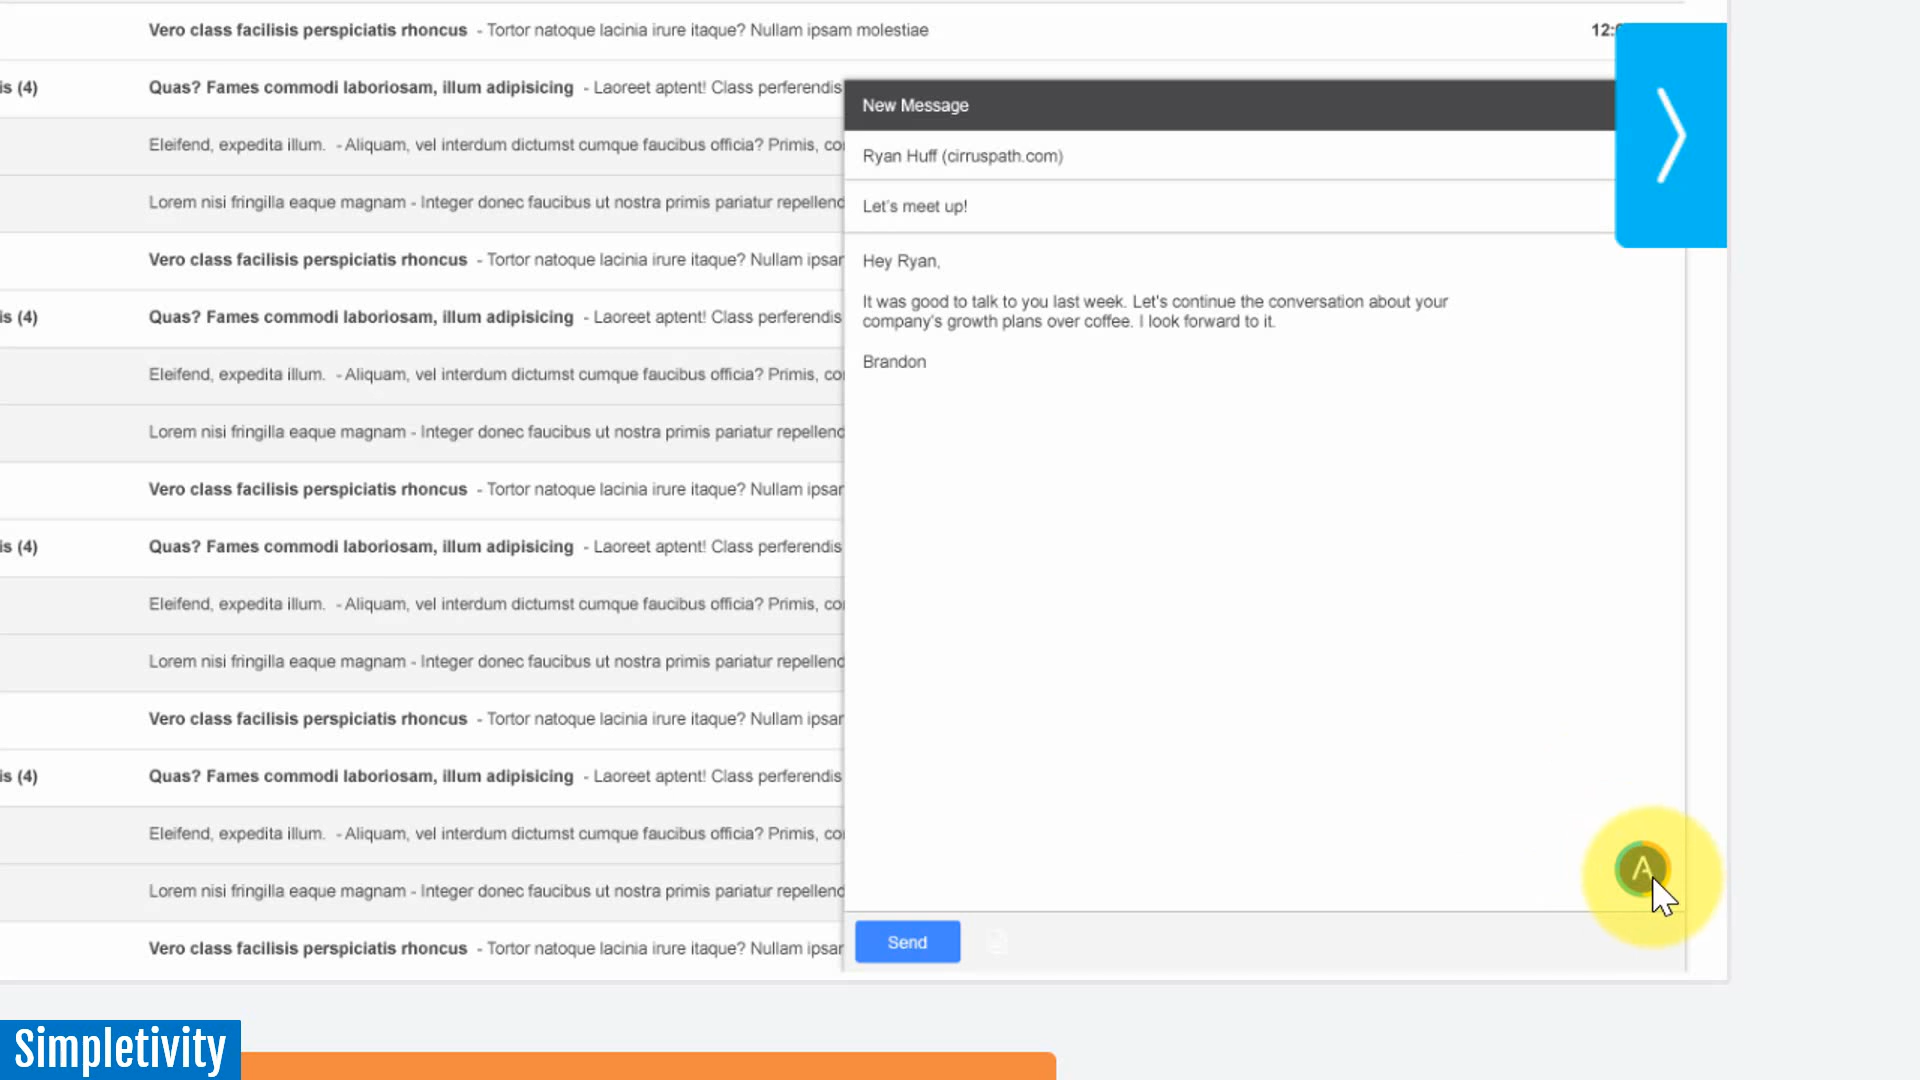 Vero class facilisis perspiciatis rhoncus - Tortor natoque lacinia irure itaque? Nullam ipsam molestiae
is (4) Quas? Fames commodi laboriosam, illum adipisicing - Laoreet aptent! Class perferendis
Eleifend, expedita illum. - Aliquam, vel interdum dictumst cumque faucibus officia? Primis,
Lorem nisi fringilla eaque magnam - Integer donec faucibus ut nostra primis pariatur
Vero class facilisis perspiciatis rhoncus - Tortor natoque lacinia irure itaque? Nullam
is (4) Quas? Fames commodi laboriosam, illum adipisicing - Laoreet aptent! Class perferendis
Eleifend, expedita illum. - Aliquam, vel interdum dictumst cumque faucibus officia? Primis,
Lorem nisi fringilla eaque magnam - Integer donec faucibus ut nostra primis pariatur
Vero class facilisis perspiciatis rhoncus - Tortor natoque lacinia irure itaque? Nullam
is (4) Quas? Fames commodi laboriosam, illum adipisicing - Laoreet aptent! Class perferendis
Eleifend, expedita illum. - Aliquam, vel interdum dictumst cumque faucibus officia? Primis,
Lorem nisi fringilla eaque magnam - Integer donec faucibus ut nostra primis pariatur
Vero class facilisis perspiciatis rhoncus - Tortor natoque lacinia irure itaque? Nullam
is (4) Quas? Fames commodi laboriosam, illum adipisicing - Laoreet aptent! Class perferendis
Eleifend, expedita illum. - Aliquam, vel interdum dictumst cumque faucibus officia? Primis,
Lorem nisi fringilla eaque magnam - Integer donec faucibus ut nostra primis pariatur
Vero class facilisis perspiciatis rhoncus - Tortor natoque lacinia irure itaque? Nullam
New Message
Ryan Huff (cirruspath.com)
Let's meet up!
Hey Ryan,
It was good to talk to you last week. Let's continue the conversation about your
company's growth plans over coffee. I look forward to it.
Brandon
A
Send
Simpletivity